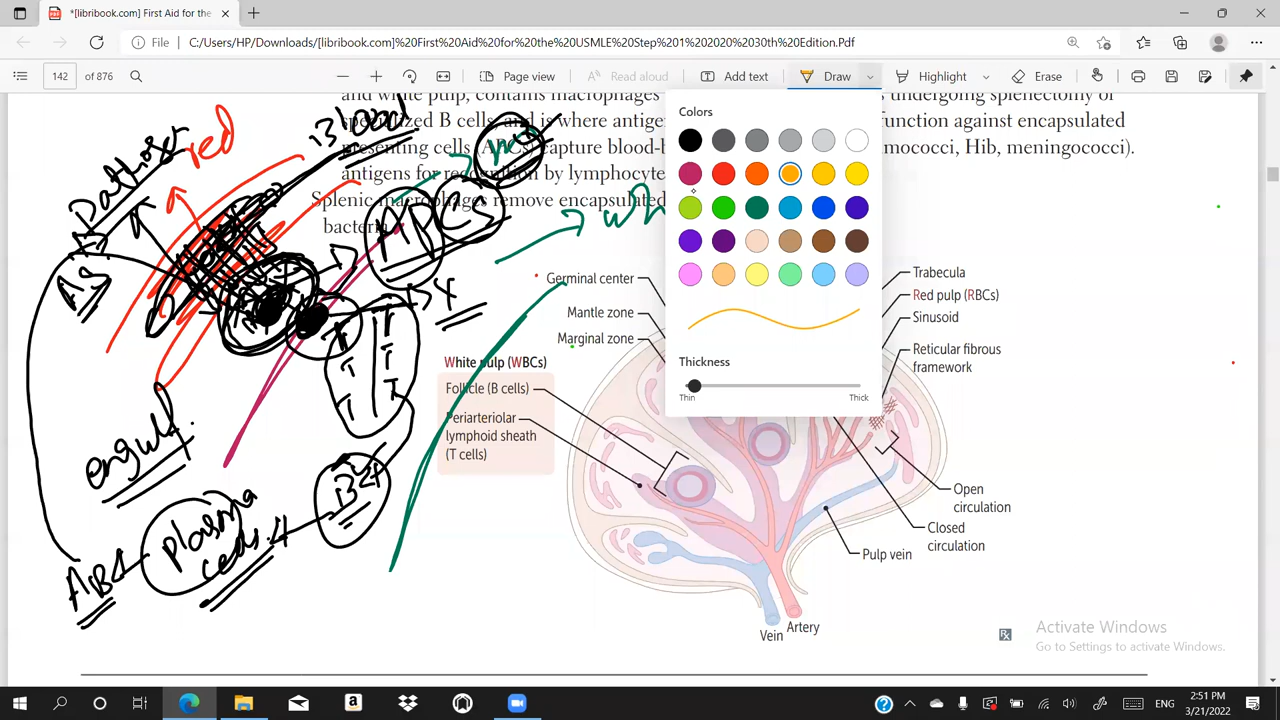 *[libribook.com] First Aid for the
File
C:/Users/HP/Downloads/[libribook.com]%20First%20Aid%20for%20the%20USMLE%20Step%201%202020%2030th%20Edition.Pdf
142 of 876
Page view
Read aloud
Add text
Draw
Highlight
Erase
and white pulp, contains macrophages
undergoing splenectomy of
specialized B cells, and is where antigen
function against encapsulated
presenting cells (APCs) capture blood-b
mococci, Hib, meningococci).
antigens for recognition by lymphocyte
Splenic macrophages remove encapsulated
bacteria.
Colors
Thickness
Thin
Thick
Pathogen
red
Blood
APCs
Ag
T T
T T
T T
engulf.
B
plasma
cells.
AB
Germinal center
Mantle zone
Marginal zone
White pulp (WBCs)
Follicle (B cells)
Periarteriolar
lymphoid sheath
(T cells)
Trabecula
Red pulp (RBCs)
Sinusoid
Reticular fibrous
framework
Open
circulation
Closed
circulation
Pulp vein
Vein
Artery
Activate Windows
Go to Settings to activate Windows.
ENG
2:51 PM
3/21/2022